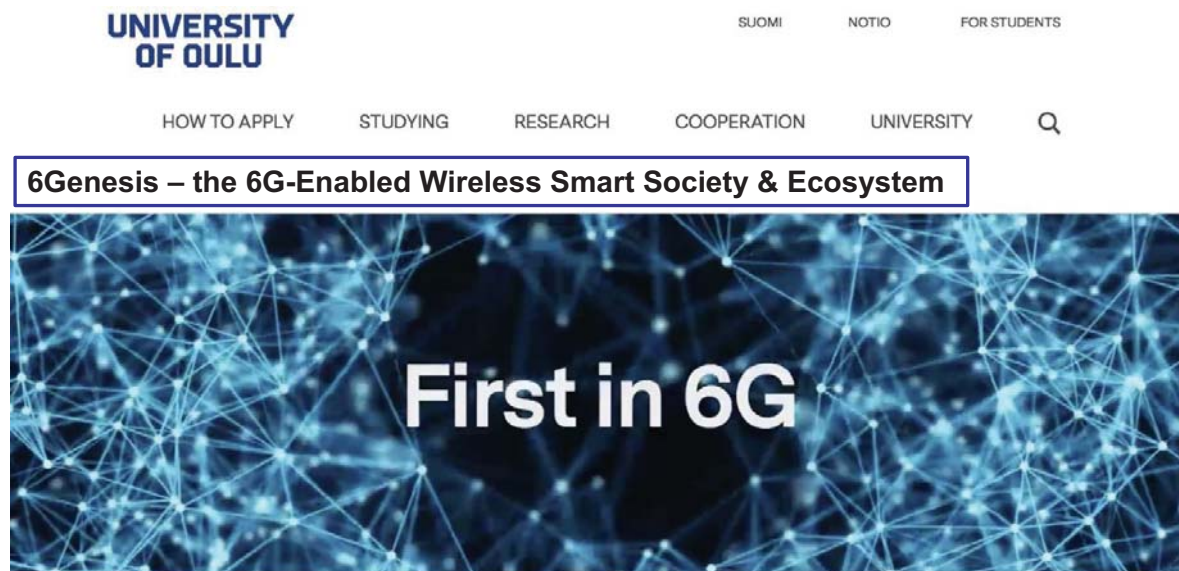 UNIVERSITY
OF OULU
SUOMI NOTIO FOR STUDENTS
HOW TO APPLY STUDYING RESEARCH COOPERATION UNIVERSITY
6Genesis – the 6G-Enabled Wireless Smart Society & Ecosystem
First in 6G